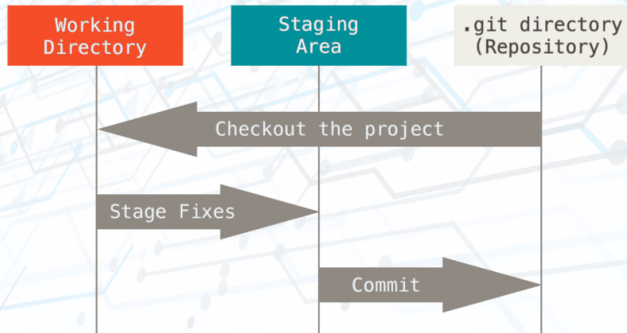 Working
Directory
Staging
Area
.git directory
(Repository)
Checkout the project
Stage Fixes
Commit